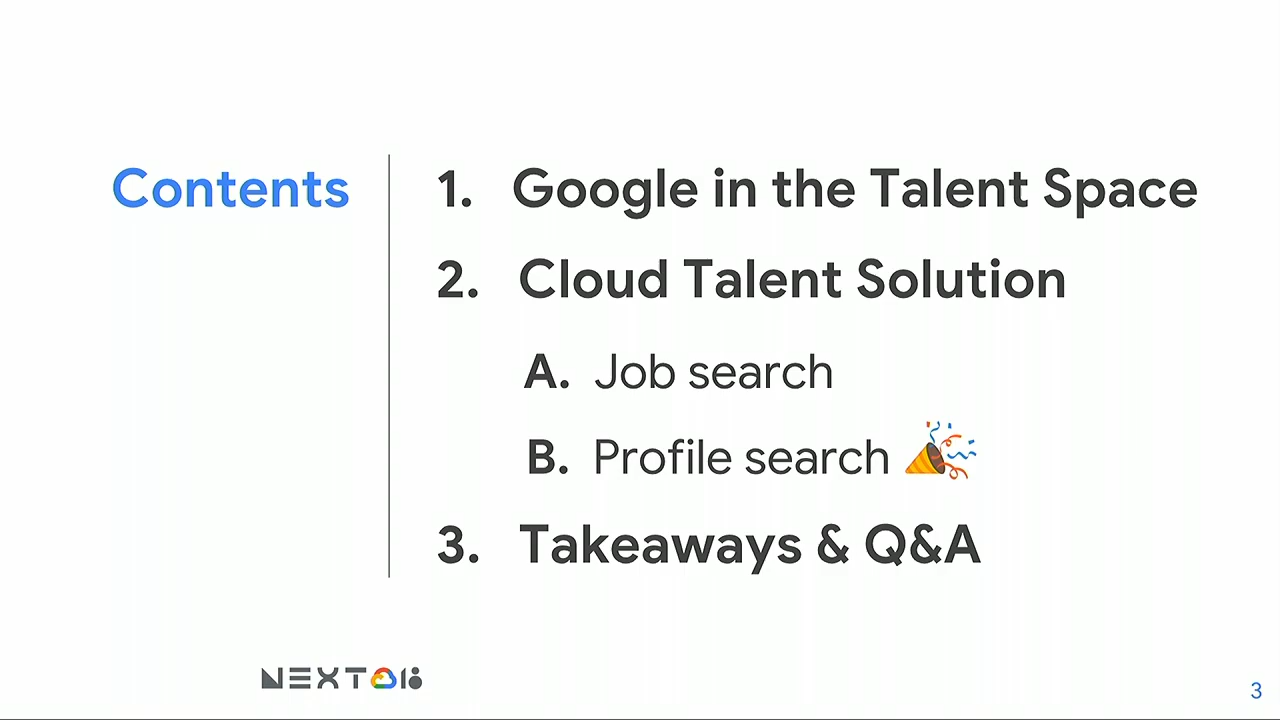 Contents
1. Google in the Talent Space
2. Cloud Talent Solution
A. Job search
B. Profile search 🎉
3. Takeaways & Q&A
NEXT18
3